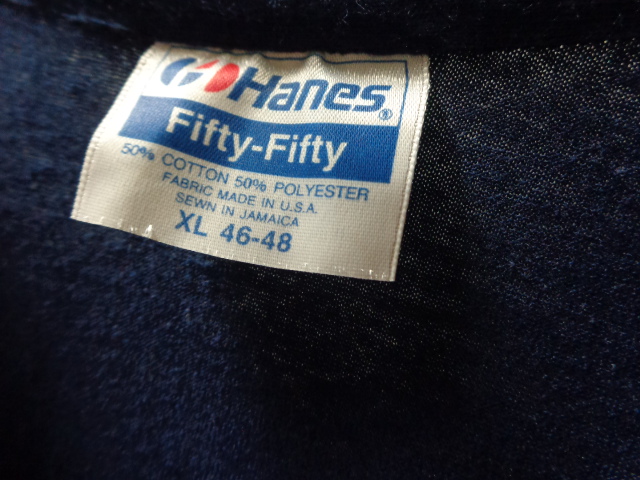 Hanes®
Fifty-Fifty
50% COTTON 50% POLYESTER
FABRIC MADE IN U.S.A.
SEWN IN JAMAICA
XL 46-48